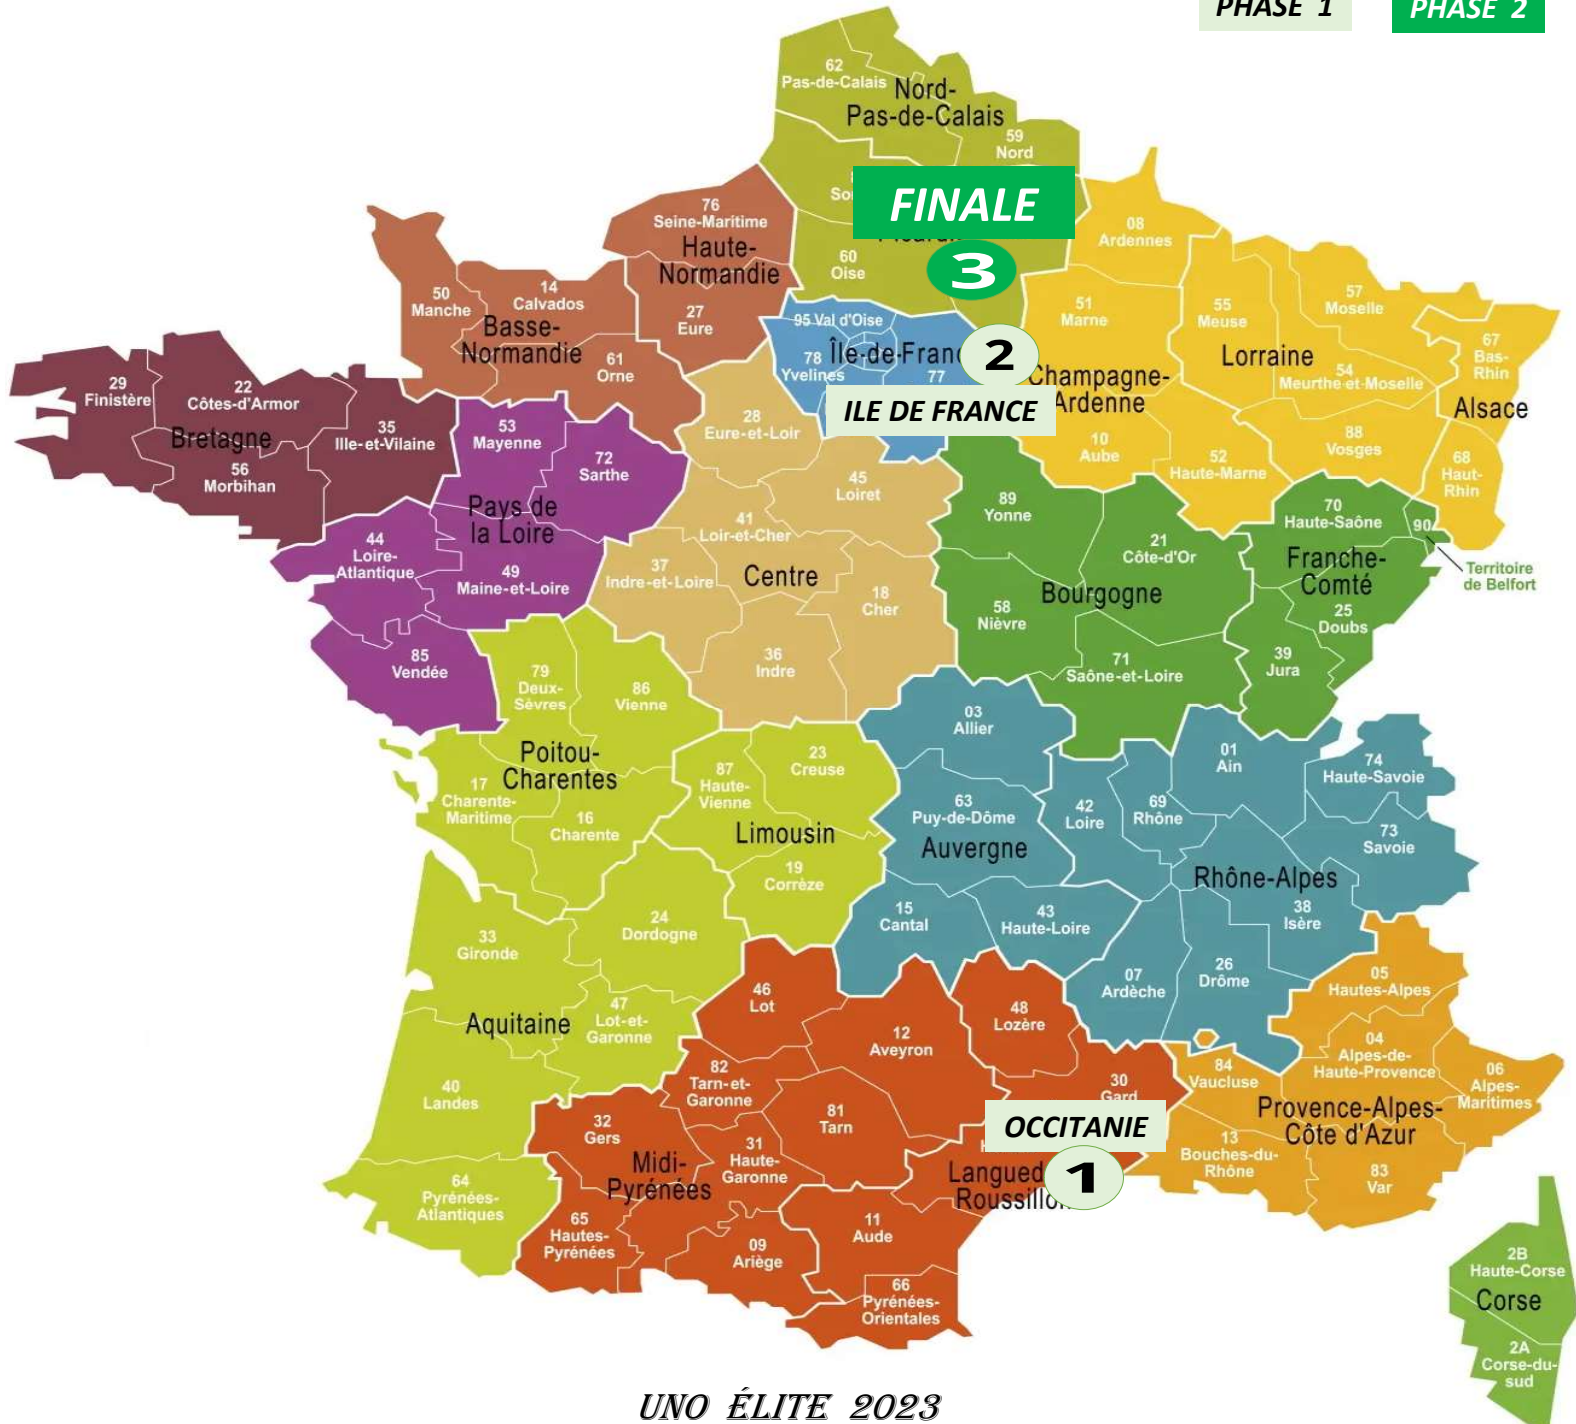 PHASE 1
PHASE 2
62
Pas-de-Calais
Nord-
Pas-de-Calais
59
Nord
FINALE
3
60
Oise
76
Seine-Maritime
Haute-
Normandie
27
Eure
50
Manche
14
Calvados
Basse-
Normandie
61
Orne
08
Ardennes
51
Marne
Champagne-
Ardenne
10
Aube
52
Haute-Marne
55
Meuse
57
Moselle
Lorraine
54
Meurthe-et-Moselle
88
Vosges
67
Bas-
Rhin
Alsace
68
Haut-
Rhin
95 Val d'Oise
78
Yvelines
Île-de-Franc
77
2
ILE DE FRANCE
29
Finistère
22
Côtes-d'Armor
Bretagne
35
Ille-et-Vilaine
56
Morbihan
53
Mayenne
72
Sarthe
Pays de
la Loire
44
Loire-
Atlantique
49
Maine-et-Loire
85
Vendée
28
Eure-et-Loir
45
Loiret
41
Loir-et-Cher
37
Indre-et-Loire
Centre
18
Cher
36
Indre
89
Yonne
21
Côte-d'Or
Bourgogne
58
Nièvre
71
Saône-et-Loire
70
Haute-Saône
90
Territoire
de Belfort
Franche-
Comté
25
Doubs
39
Jura
79
Deux-
Sèvres
86
Vienne
Poitou-
Charentes
17
Charente-
Maritime
16
Charente
87
Haute-
Vienne
23
Creuse
Limousin
19
Corrèze
03
Allier
63
Puy-de-Dôme
Auvergne
15
Cantal
43
Haute-Loire
42
Loire
69
Rhône
01
Ain
74
Haute-Savoie
73
Savoie
Rhône-Alpes
38
Isère
07
Ardèche
26
Drôme
33
Gironde
24
Dordogne
Aquitaine
47
Lot-et-
Garonne
40
Landes
64
Pyrénées-
Atlantiques
46
Lot
12
Aveyron
82
Tarn-et-
Garonne
32
Gers
81
Tarn
31
Haute-
Garonne
Midi-
Pyrénées
65
Hautes-
Pyrénées
09
Ariège
48
Lozère
30
Gard
OCCITANIE
1
Langued
Roussillon
11
Aude
66
Pyrénées-
Orientales
05
Hautes-Alpes
04
Alpes-de-
Haute-Provence
06
Alpes-
Maritimes
84
Vaucluse
Provence-Alpes-
Côte d'Azur
13
Bouches-du-
Rhône
83
Var
2B
Haute-Corse
Corse
2A
Corse-du-
sud
UNO ÉLITE 2023